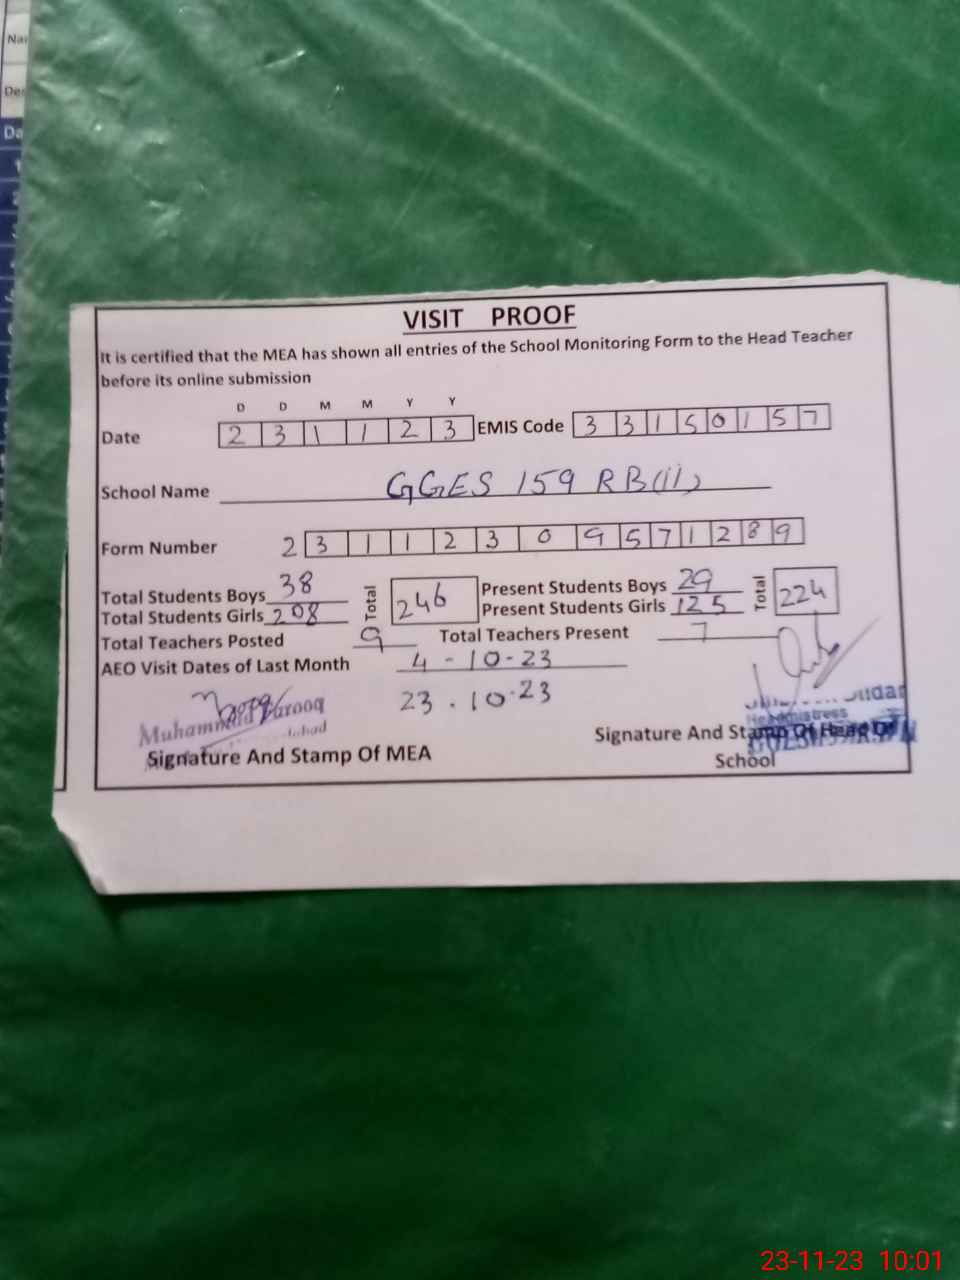 Nai
De
Da
VISIT PROOF
It is certified that the MEA has shown all entries of the School Monitoring Form to the Head Teacher
before its online submission
D D M M Y Y
Date 2 3 1 1 2 3 EMIS Code 3 3 1 5 0 1 5 7
School Name GGES 159 RB(ii)
Form Number 2 3 1 1 2 3 0 9 5 7 1 2 8 9
Total Students Boys 38 Total 246 Present Students Boys 29 Total 224
Total Students Girls 208 Present Students Girls 125
Total Teachers Posted 9 Total Teachers Present 7
AEO Visit Dates of Last Month 4-10-23
23.10.23
Muhammad Farooq
Headmistress
Signature And Stamp Of MEA
Signature And Stamp Of Head Of
School
23-11-23 10:01